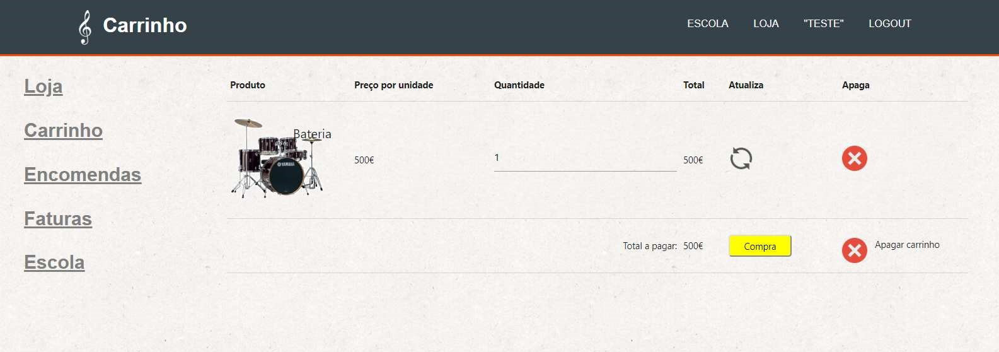 Carrinho
ESCOLA LOJA "TESTE" LOGOUT
Loja
Carrinho
Encomendas
Faturas
Escola
Produto Preço por unidade Quantidade Total Atualiza Apaga
Bateria
YAMAHA
500€ 1 500€
Total a pagar: 500€ Compra Apagar carrinho